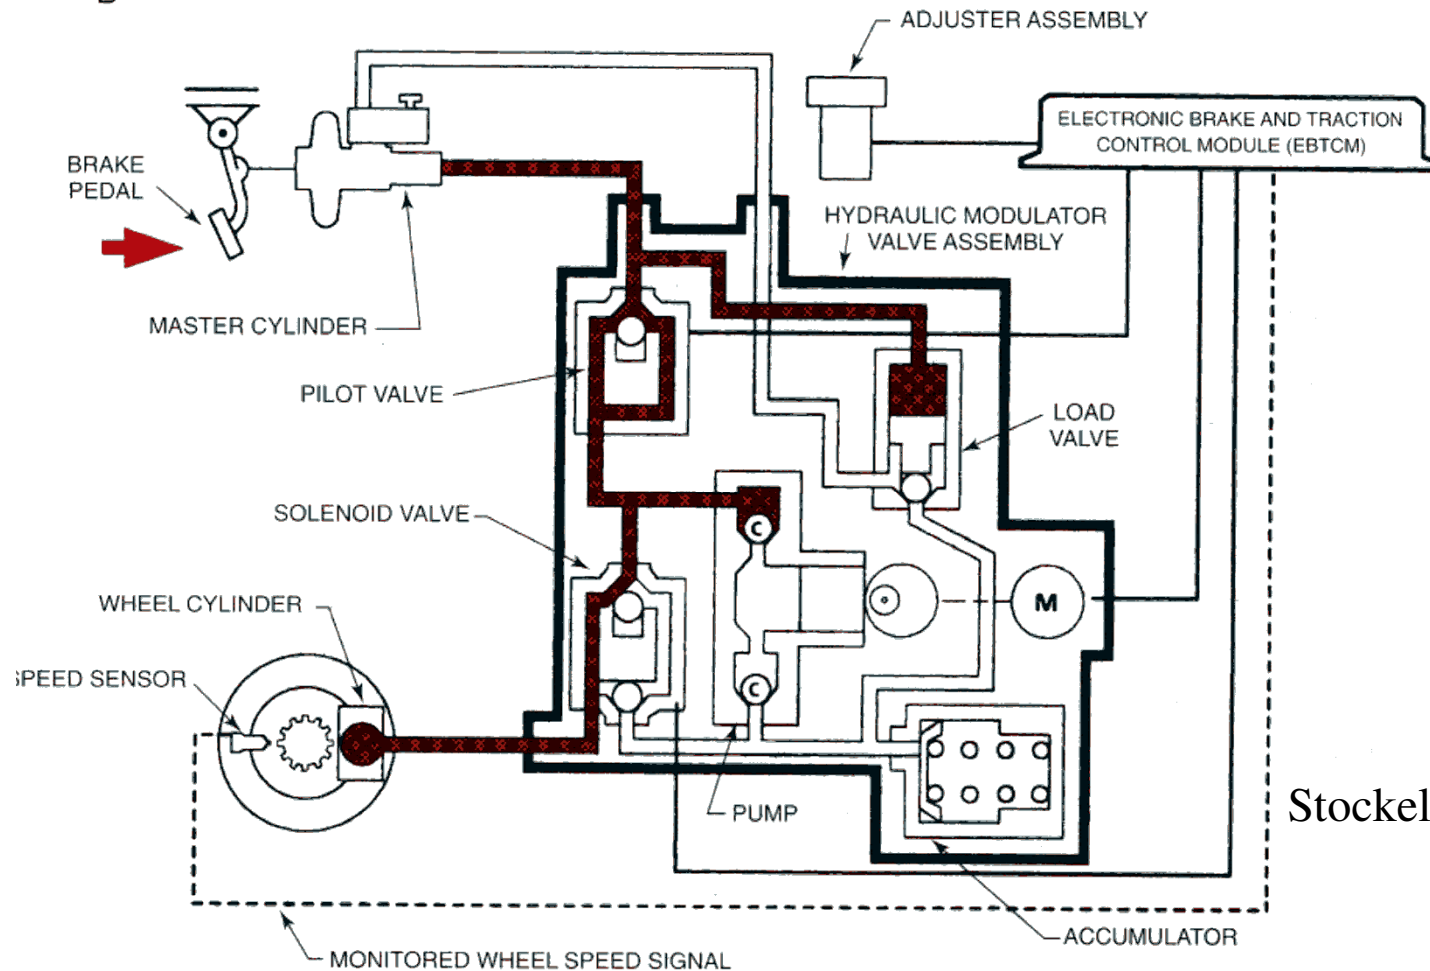 ADJUSTER ASSEMBLY
ELECTRONIC BRAKE AND TRACTION
CONTROL MODULE (EBTCM)
BRAKE
PEDAL
HYDRAULIC MODULATOR
VALVE ASSEMBLY
MASTER CYLINDER
PILOT VALVE
LOAD
VALVE
SOLENOID VALVE
C
WHEEL CYLINDER
M
SPEED SENSOR
C
PUMP
Stockel
ACCUMULATOR
MONITORED WHEEL SPEED SIGNAL